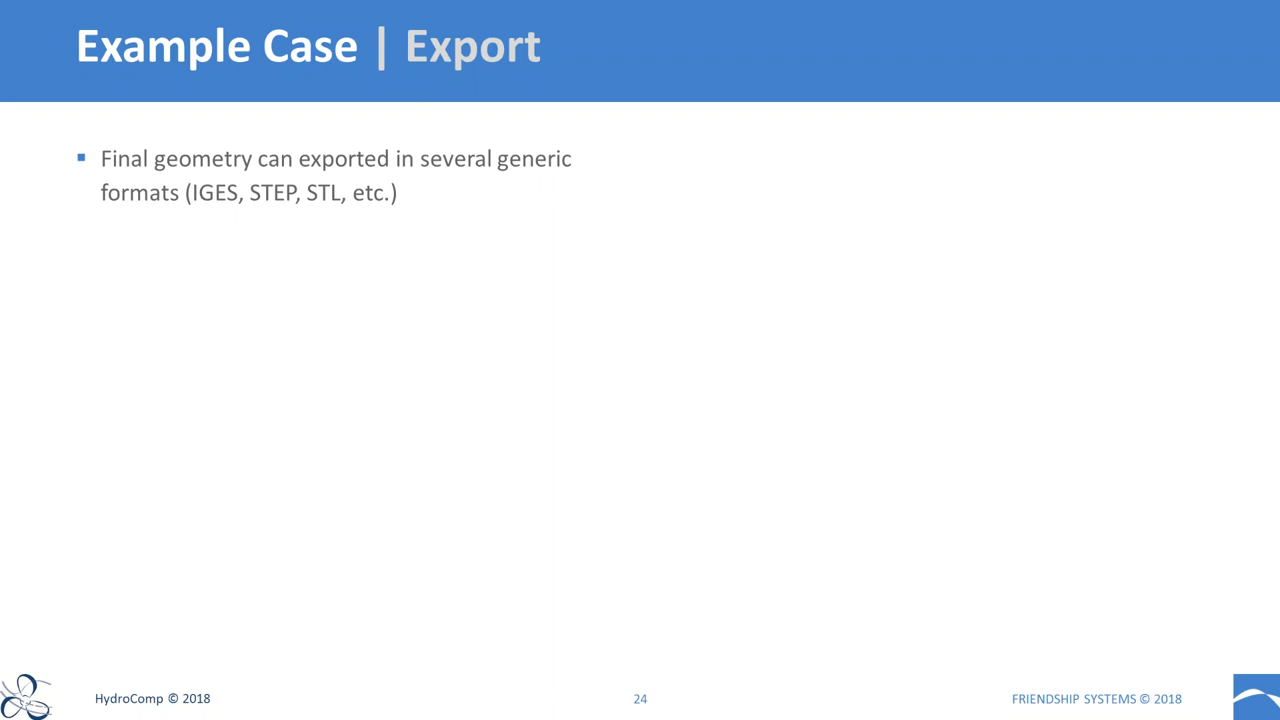 Example Case | Export
▪ Final geometry can exported in several generic
formats (IGES, STEP, STL, etc.)
HydroComp © 2018
24
FRIENDSHIP SYSTEMS © 2018